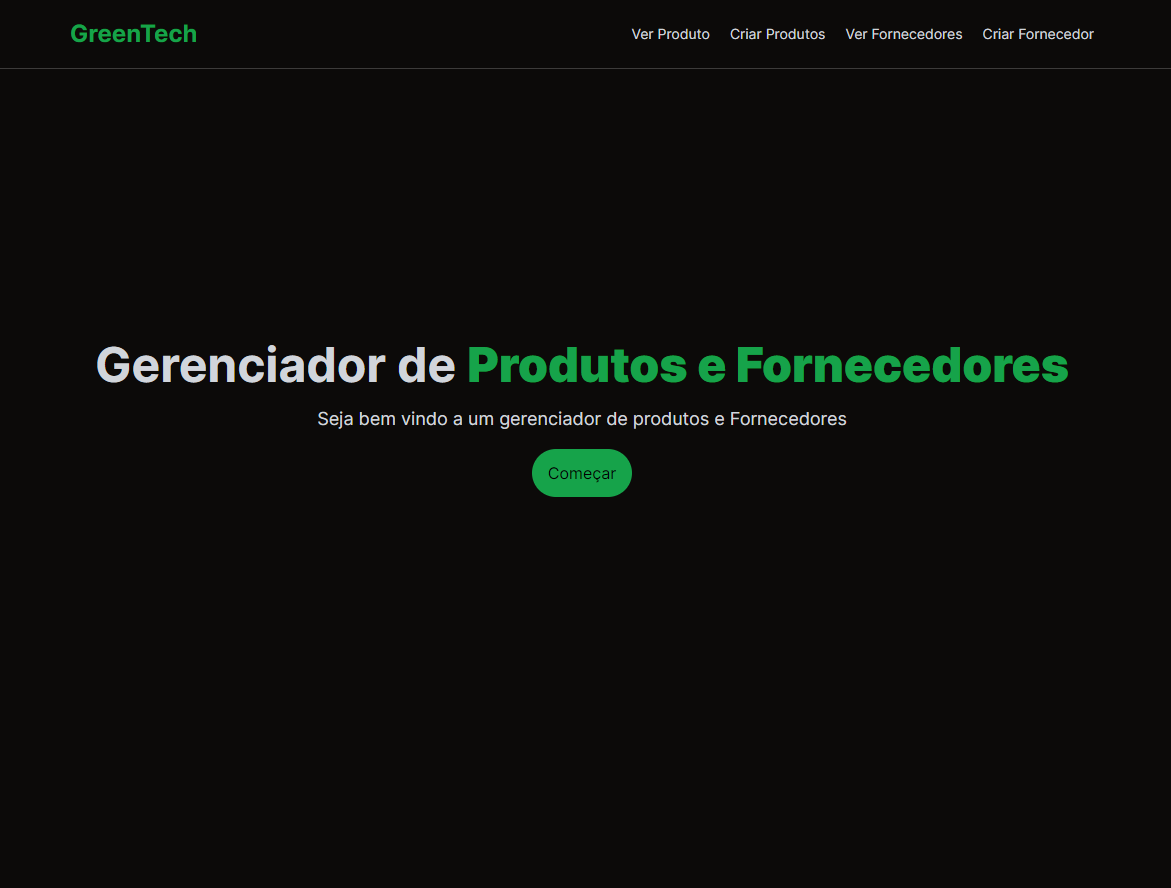 GreenTech
Ver Produto Criar Produtos Ver Fornecedores Criar Fornecedor
Gerenciador de Produtos e Fornecedores
Seja bem vindo a um gerenciador de produtos e Fornecedores
Começar